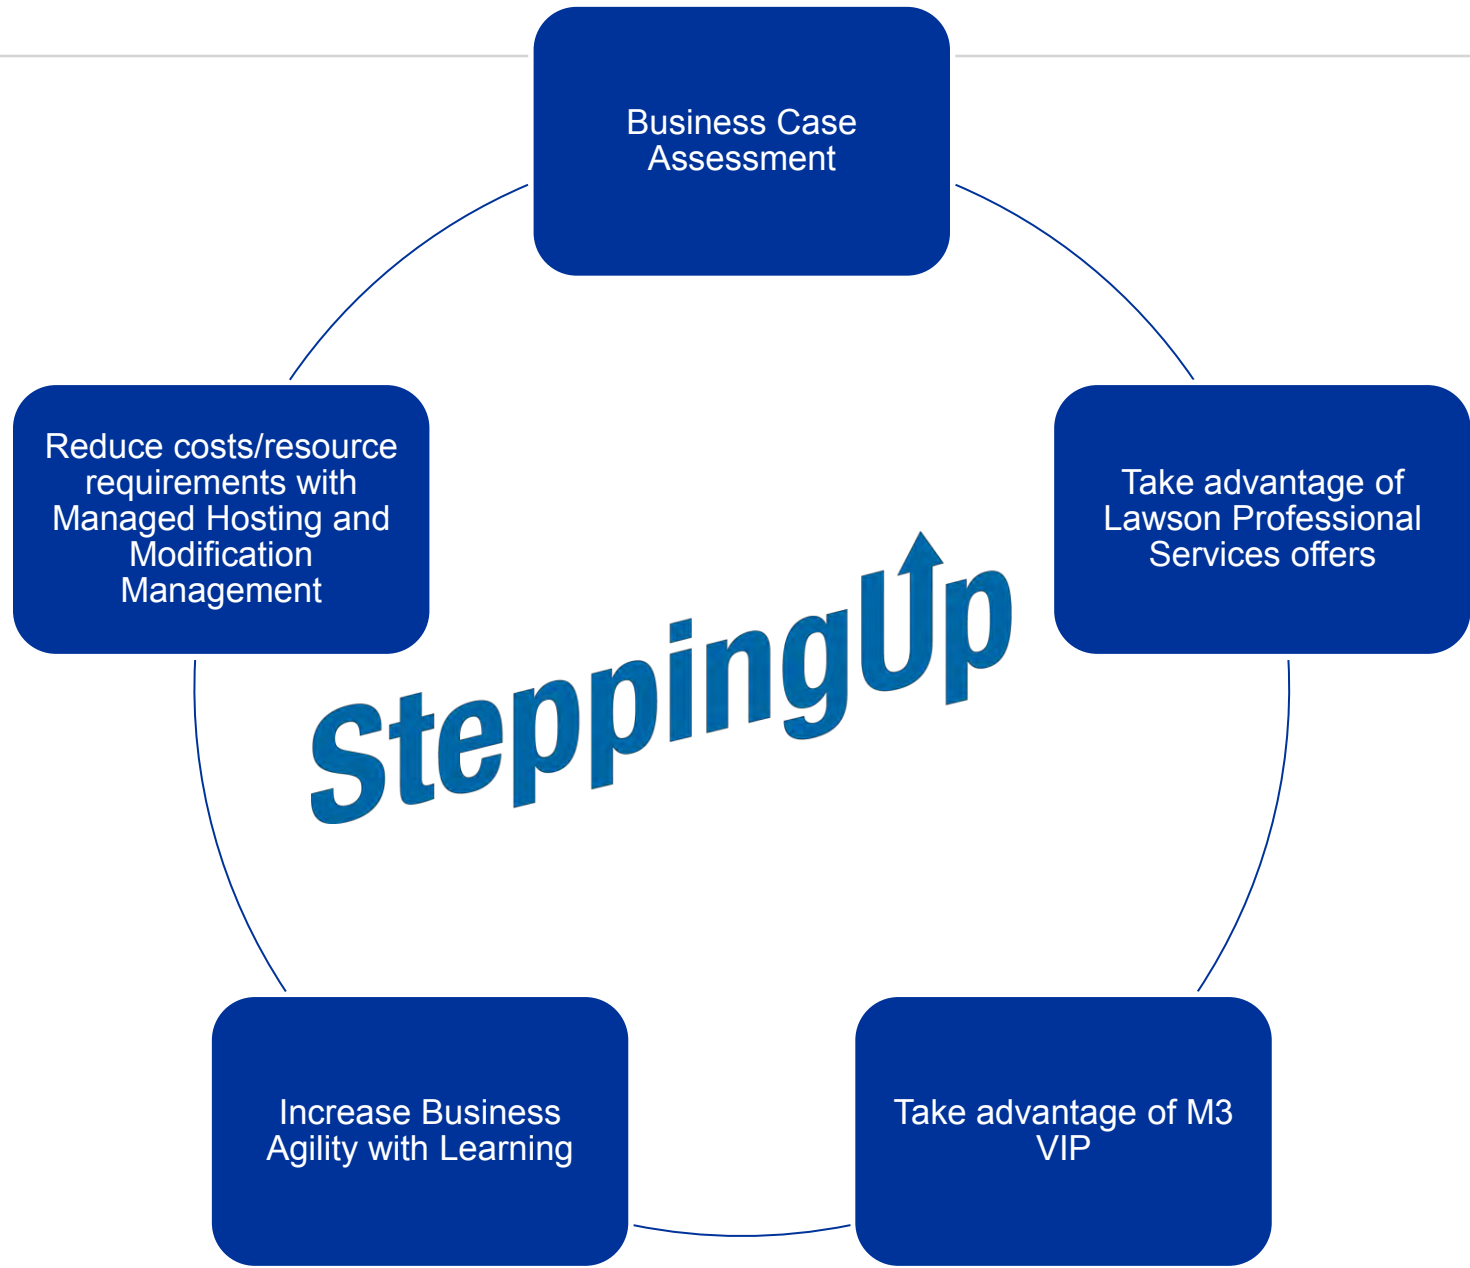 Business Case
Assessment
Reduce costs/resource
requirements with
Managed Hosting and
Modification
Management
Take advantage of
Lawson Professional
Services offers
SteppingUp
Increase Business
Agility with Learning
Take advantage of M3
VIP